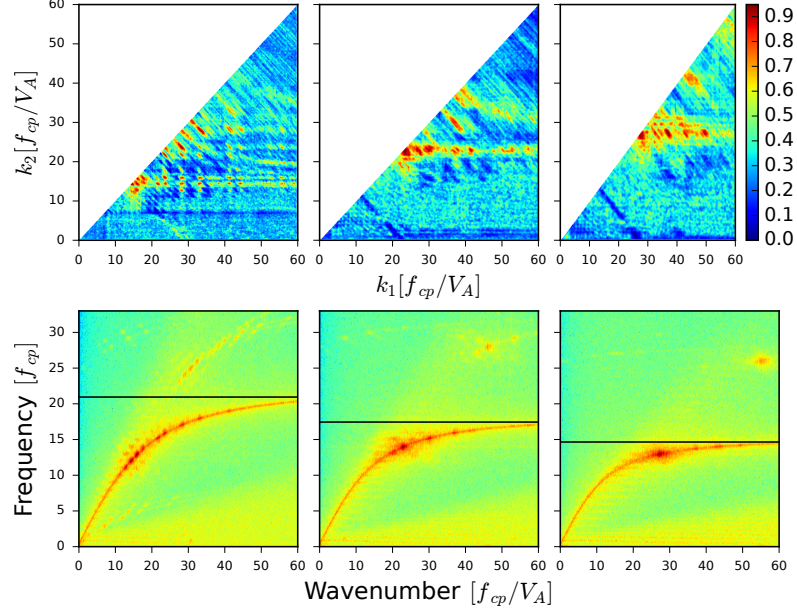 60
50
40
30
20
10
0
k_2[f_{cp}/V_A]
0 10 20 30 40 50 60
0 10 20 30 40 50 60
0 10 20 30 40 50 60
k_1[f_{cp}/V_A]
0.9
0.8
0.7
0.6
0.5
0.4
0.3
0.2
0.1
0.0
30
25
20
15
10
5
0
Frequency [f_{cp}]
0 10 20 30 40 50 60
0 10 20 30 40 50 60
0 10 20 30 40 50 60
Wavenumber [f_{cp}/V_A]